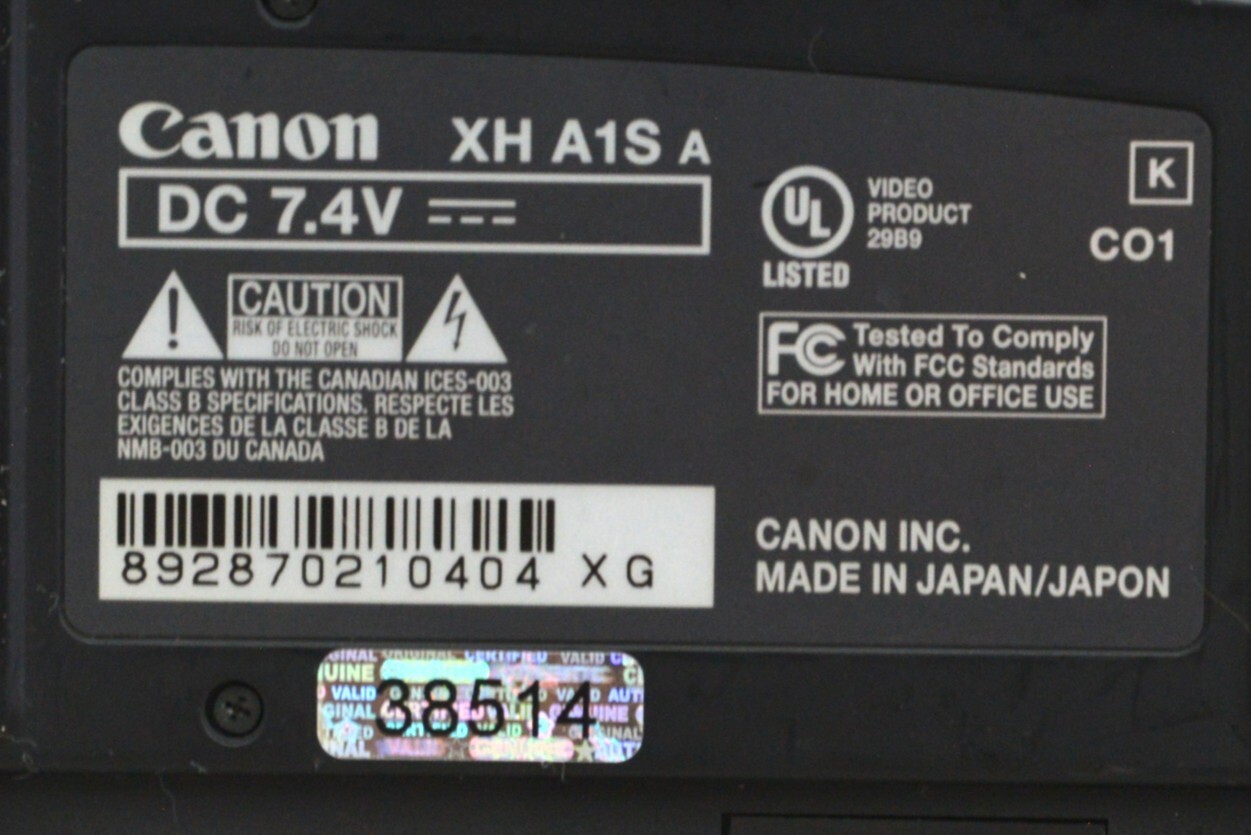 Canon XH A1S A
DC 7.4V
CAUTION
RISK OF ELECTRIC SHOCK
DO NOT OPEN
COMPLIES WITH THE CANADIAN ICES-003
CLASS B SPECIFICATIONS. RESPECTE LES
EXIGENCES DE LA CLASSE B DE LA
NMB-003 DU CANADA
892870210404 X G
UL
LISTED
VIDEO
PRODUCT
29B9
K
CO1
FC Tested To Comply
With FCC Standards
FOR HOME OR OFFICE USE
CANON INC.
MADE IN JAPAN/JAPON
38514